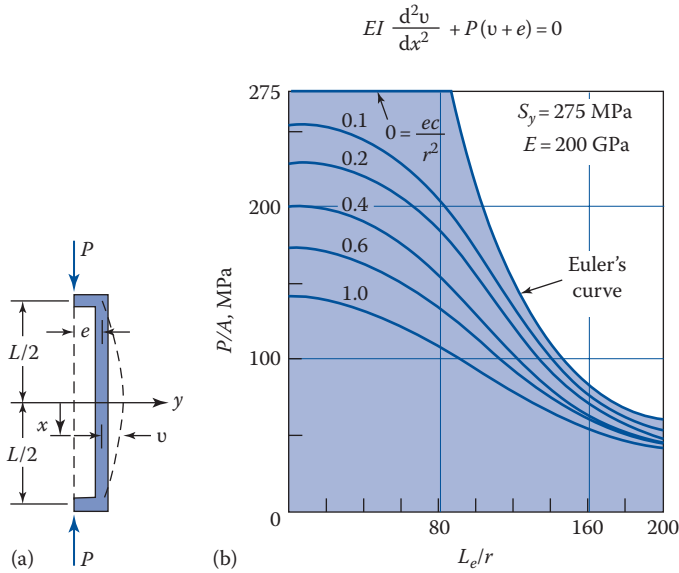 EI d²υ/dx² + P(υ + e) = 0
275
200
100
0
P/A, MPa
0.1
0.2
0.4
0.6
1.0
0 = ec/r²
S_y = 275 MPa
E = 200 GPa
Euler's
curve
80
160
200
L_e/r
P
e
L/2
y
x
υ
L/2
P
(a)
(b)